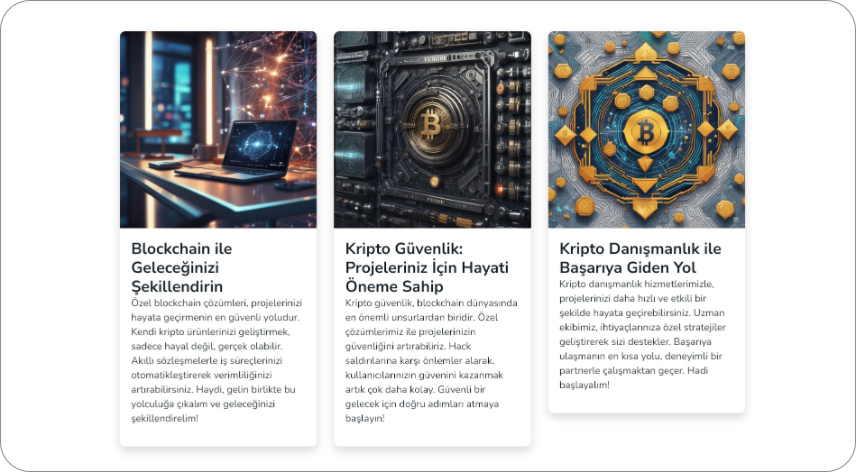 Blockchain ile
Geleceğinizi
Şekillendirin
Özel blockchain çözümleri, projelerinizi
hayata geçirmenin en güvenli yoludur.
Kendi kripto ürünlerinizi geliştirmek,
sadece hayal değil, gerçek olabilir.
Akıllı sözleşmelerle iş süreçlerinizi
otomatikleştirerek verimliliğinizi
artırabilirsiniz. Haydi, gelin birlikte bu
yolculuğa çıkalım ve geleceğinizi
şekillendirelim!
Kripto Güvenlik:
Projeleriniz İçin Hayati
Öneme Sahip
Kripto güvenlik, blockchain dünyasında
en önemli unsurlardan biridir. Özel
çözümlerimiz ile projelerinizin
güvenliğini artırabiliriz. Hack
saldırılarına karşı önlemler alarak,
kullanıcılarınızın güvenini kazanmak
artık çok daha kolay. Güvenli bir
gelecek için doğru adımları atmaya
başlayın!
Kripto Danışmanlık ile
Başarıya Giden Yol
Kripto danışmanlık hizmetlerimizle,
projelerinizi daha hızlı ve etkili bir
şekilde hayata geçirebilirsiniz. Uzman
ekibimiz, ihtiyaçlarınıza özel stratejiler
geliştirerek sizi destekler. Başarıya
ulaşmanın en kısa yolu, deneyimli bir
partnerle çalışmaktan geçer. Hadi
başlayalım!